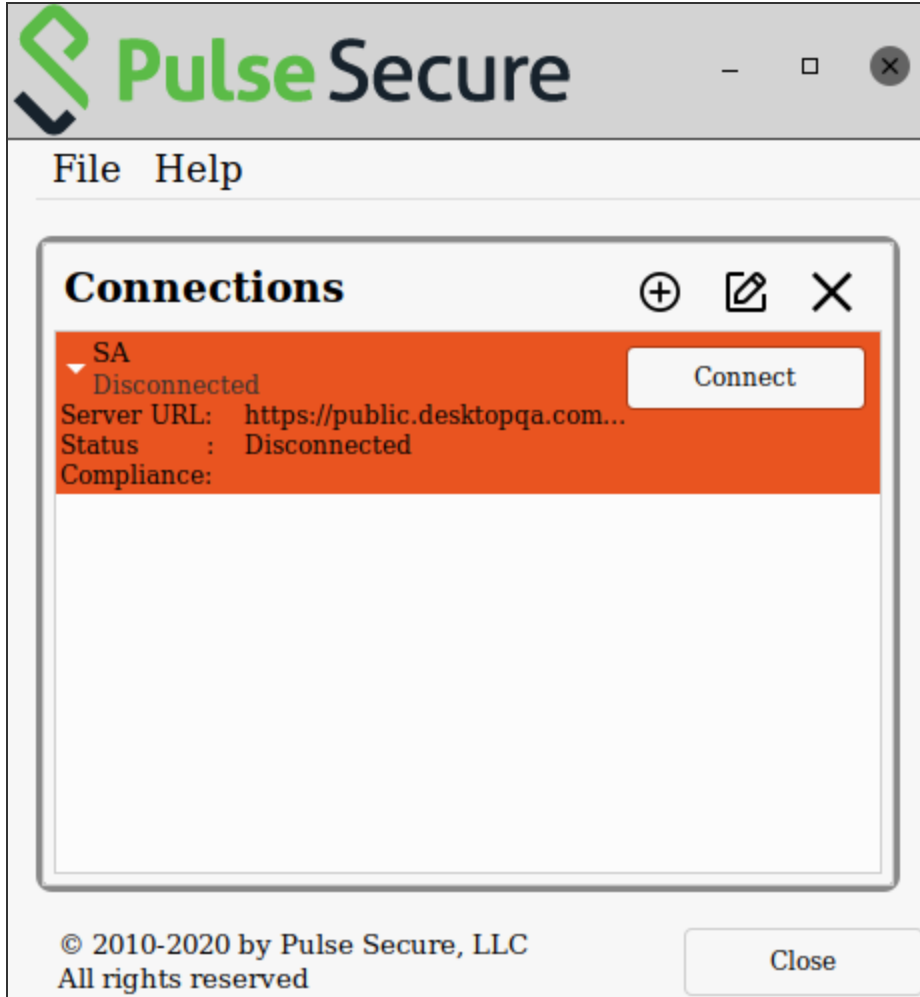 Pulse Secure
File Help
Connections
SA
Connect
Disconnected
Server URL: https://public.desktopqa.com...
Status : Disconnected
Compliance:
© 2010-2020 by Pulse Secure, LLC
All rights reserved
Close